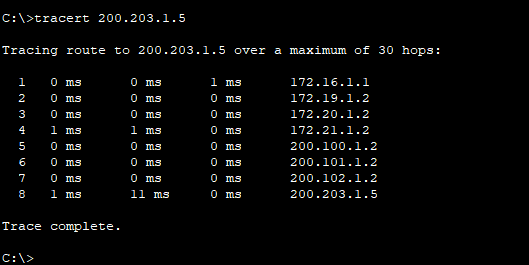 C:\>tracert 200.203.1.5
Tracing route to 200.203.1.5 over a maximum of 30 hops:
1 0 ms 0 ms 1 ms 172.16.1.1
2 0 ms 0 ms 0 ms 172.19.1.2
3 0 ms 0 ms 0 ms 172.20.1.2
4 1 ms 1 ms 0 ms 172.21.1.2
5 0 ms 0 ms 0 ms 200.100.1.2
6 0 ms 0 ms 0 ms 200.101.1.2
7 0 ms 0 ms 0 ms 200.102.1.2
8 1 ms 11 ms 0 ms 200.203.1.5
Trace complete.
C:\>